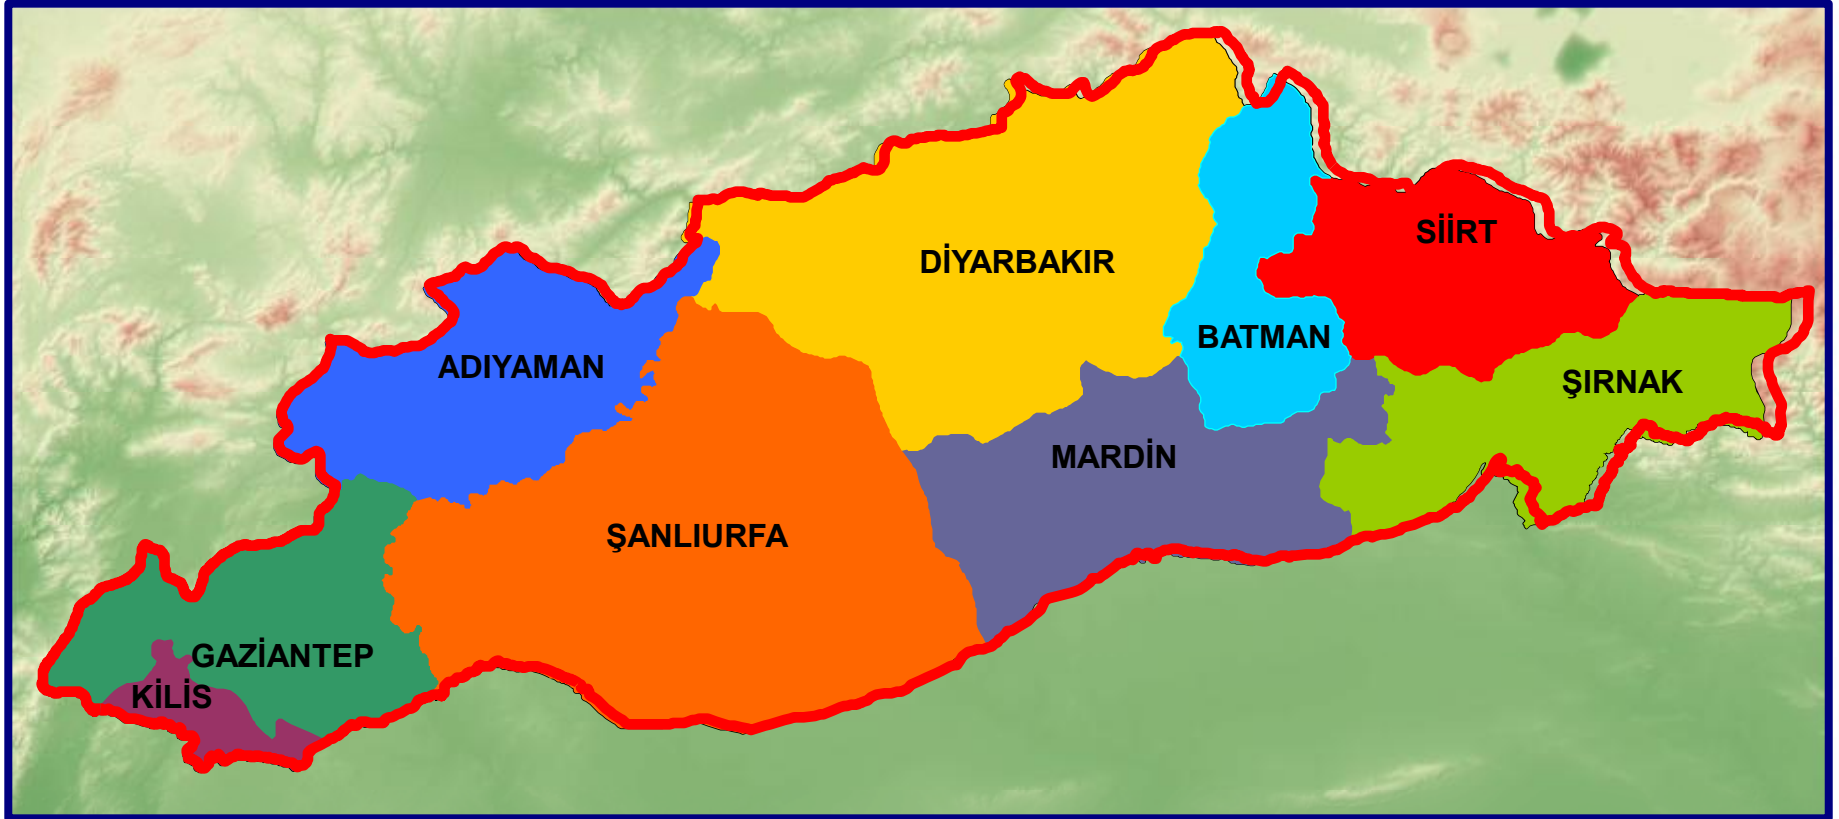 SİİRT
DİYARBAKIR
BATMAN
ADIYAMAN
ŞIRNAK
MARDİN
ŞANLIURFA
GAZİANTEP
KİLİS